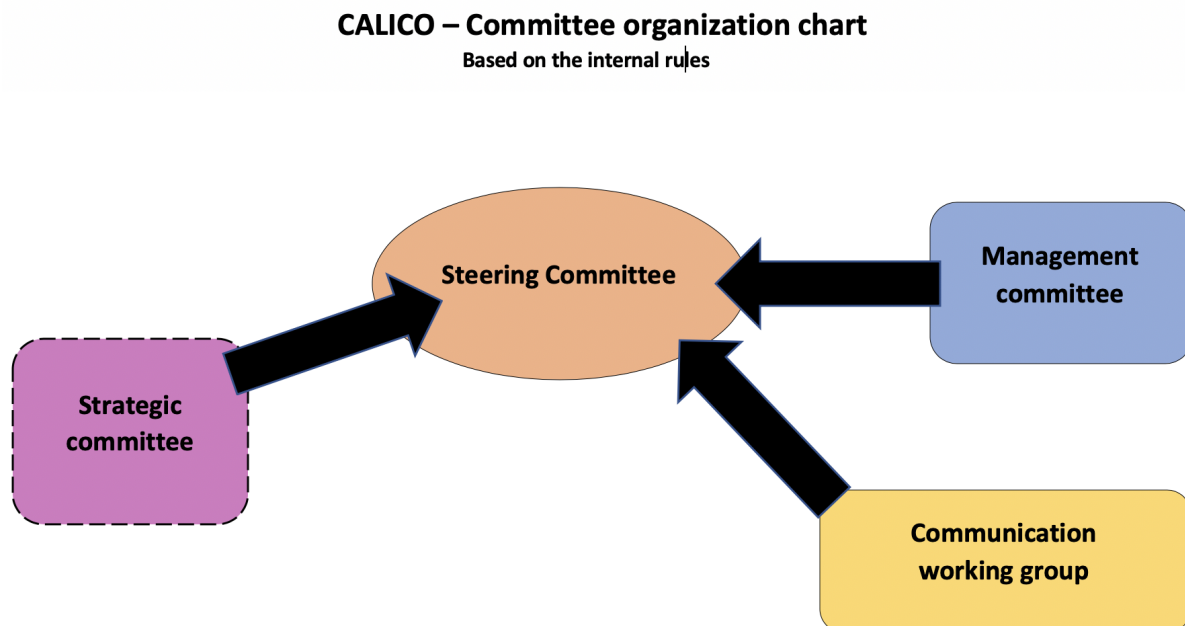 CALICO – Committee organization chart
Based on the internal rules
Steering Committee
Management
committee
Strategic
committee
Communication
working group